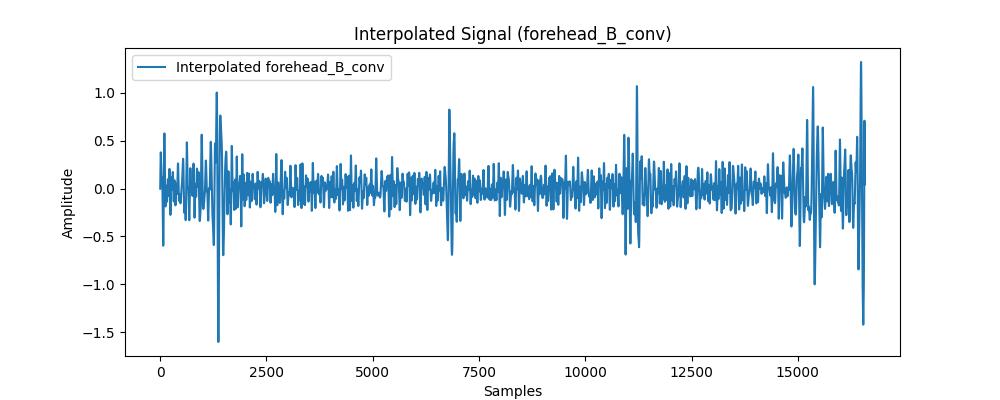 Interpolated Signal (forehead_B_conv)
Interpolated forehead_B_conv
1.0
0.5
0.0
−0.5
−1.0
−1.5
Amplitude
0 2500 5000 7500 10000 12500 15000
Samples